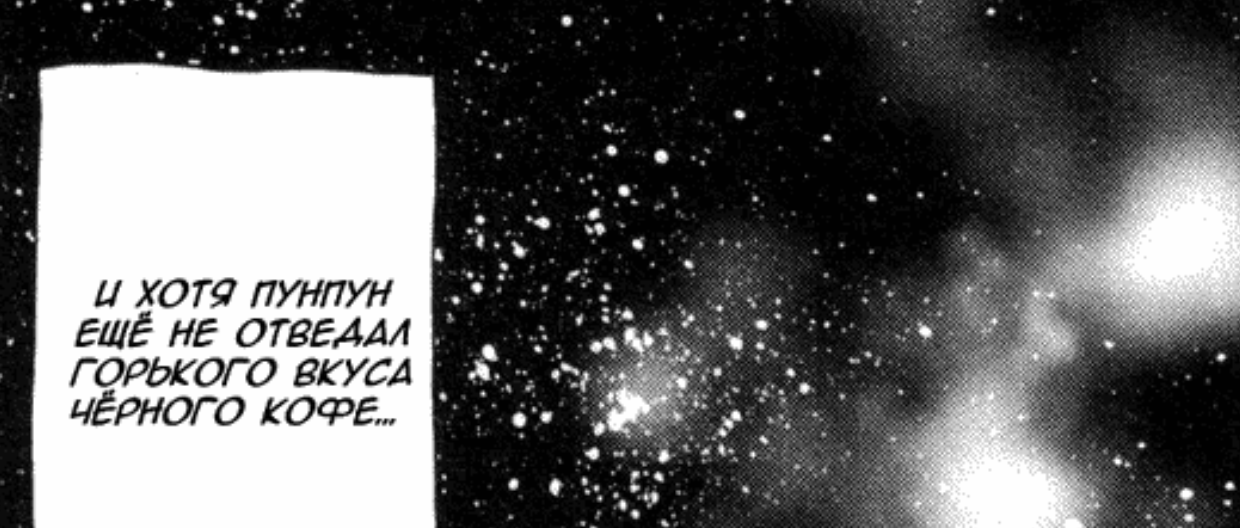 И ХОТЯ ПУНПУН
ЕЩЁ НЕ ОТВЕДАЛ
ГОРЬКОГО ВКУСА
ЧЁРНОГО КОФЕ...